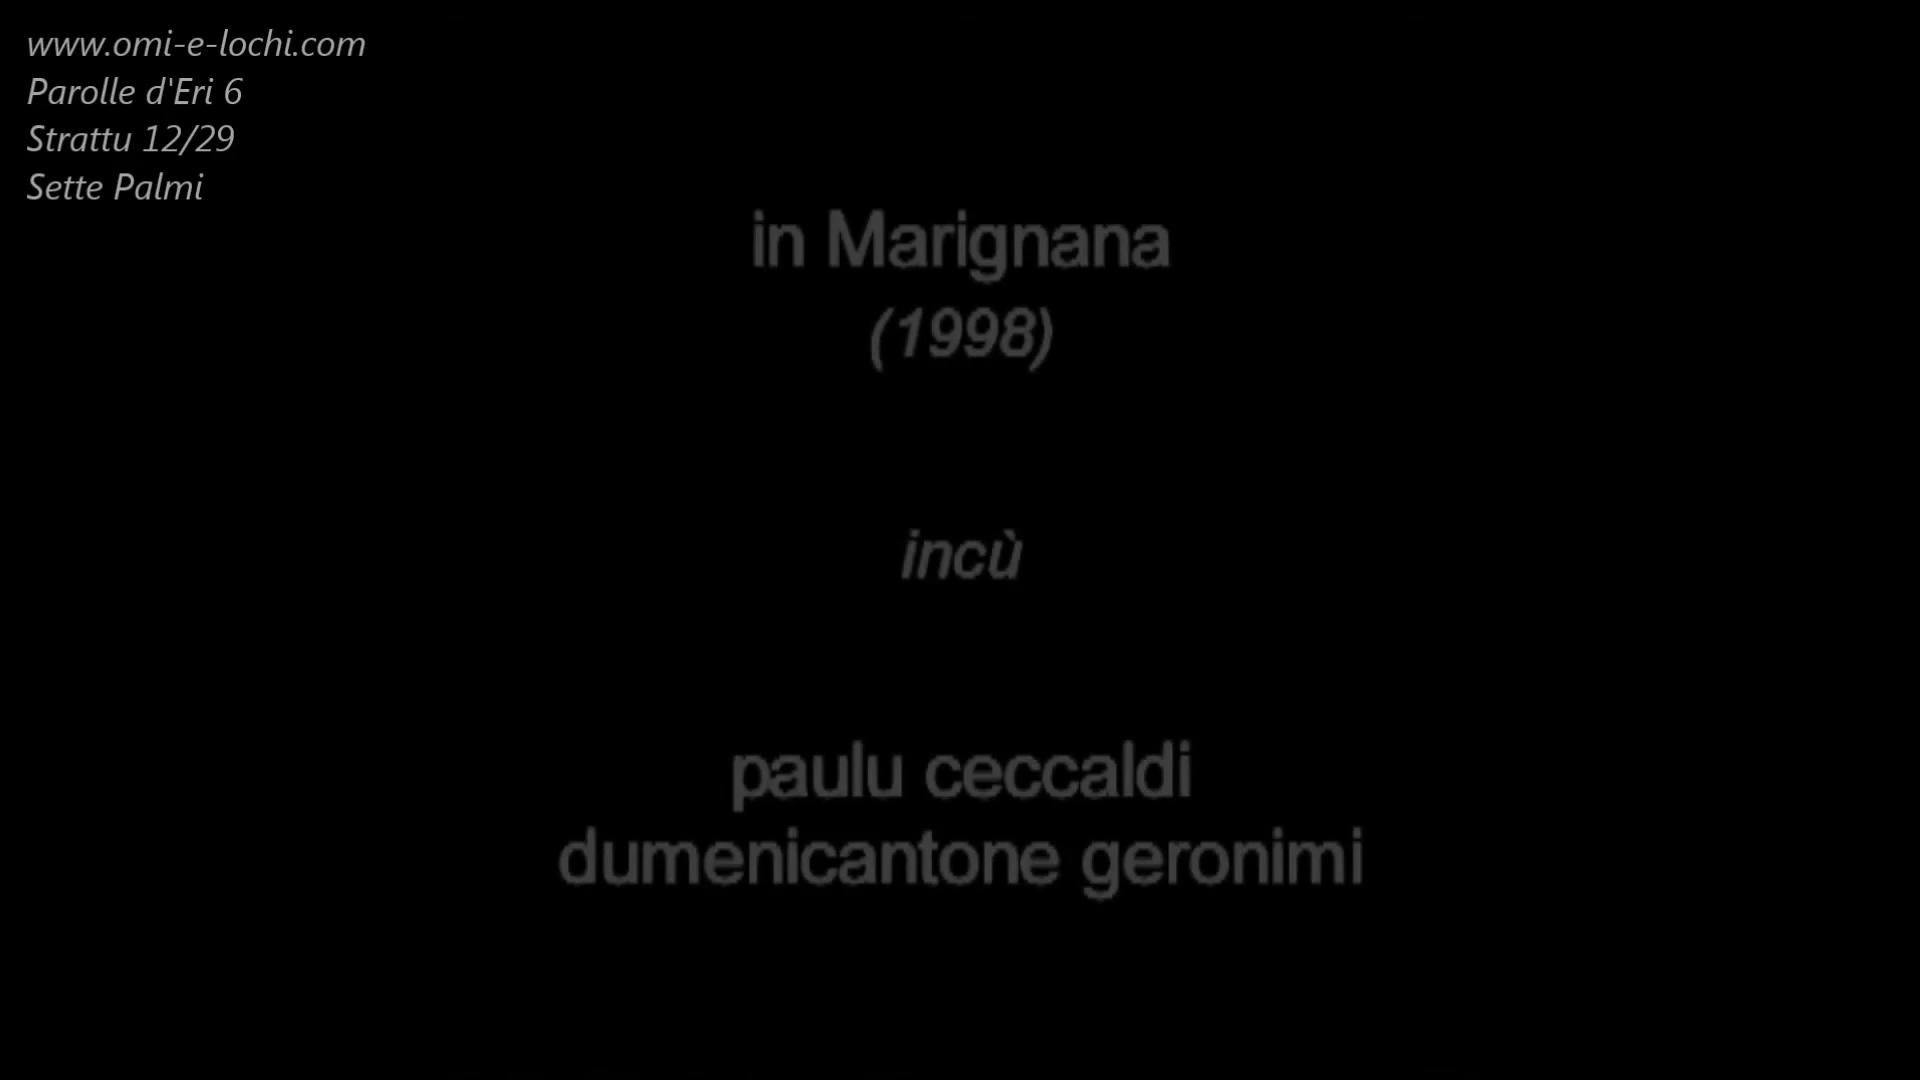 www.omi-e-lochi.com
Parolle d'Eri 6
Strattu 12/29
Sette Palmi
in Marignana
(1998)
incù
paulu ceccaldi
dumenicantone geronimi